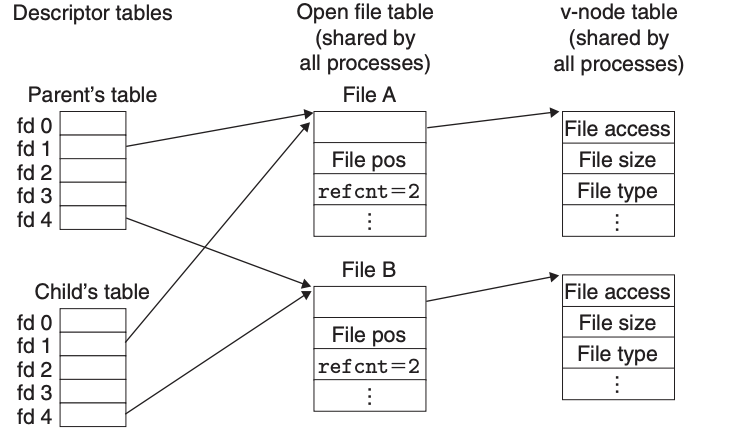 Descriptor tables
Open file table
(shared by
all processes)
v-node table
(shared by
all processes)
Parent's table
fd 0
fd 1
fd 2
fd 3
fd 4
File A
File pos
refcnt=2
⋮
File access
File size
File type
⋮
Child's table
fd 0
fd 1
fd 2
fd 3
fd 4
File B
File pos
refcnt=2
⋮
File access
File size
File type
⋮